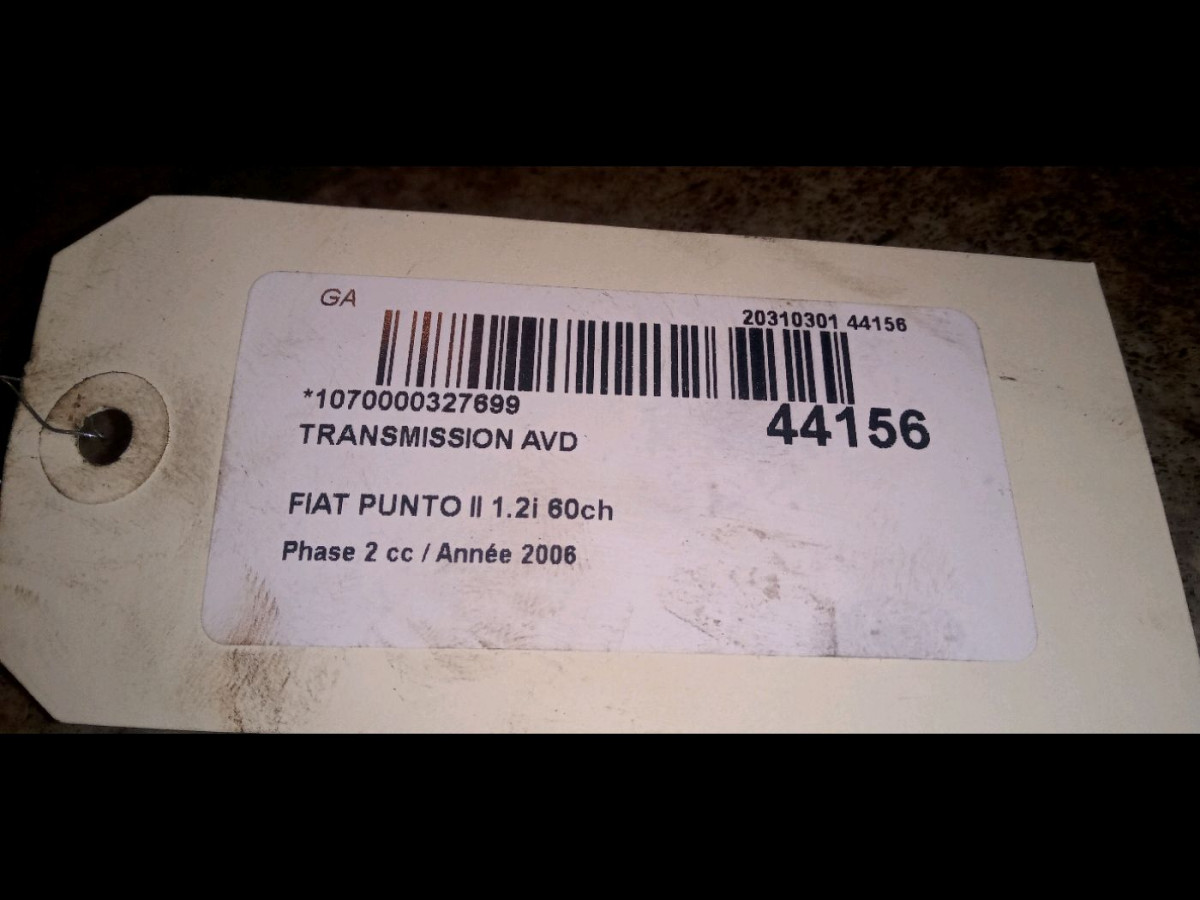 GA
20310301 44156
*1070000327699
44156
TRANSMISSION AVD
FIAT PUNTO II 1.2i 60ch
Phase 2 cc / Année 2006